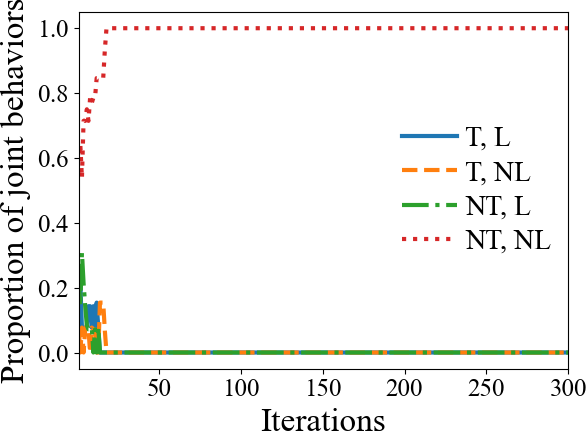 Proportion of joint behaviors
1.0
0.8
0.6
0.4
0.2
0.0
T, L
T, NL
NT, L
NT, NL
50
100
150
200
250
300
Iterations